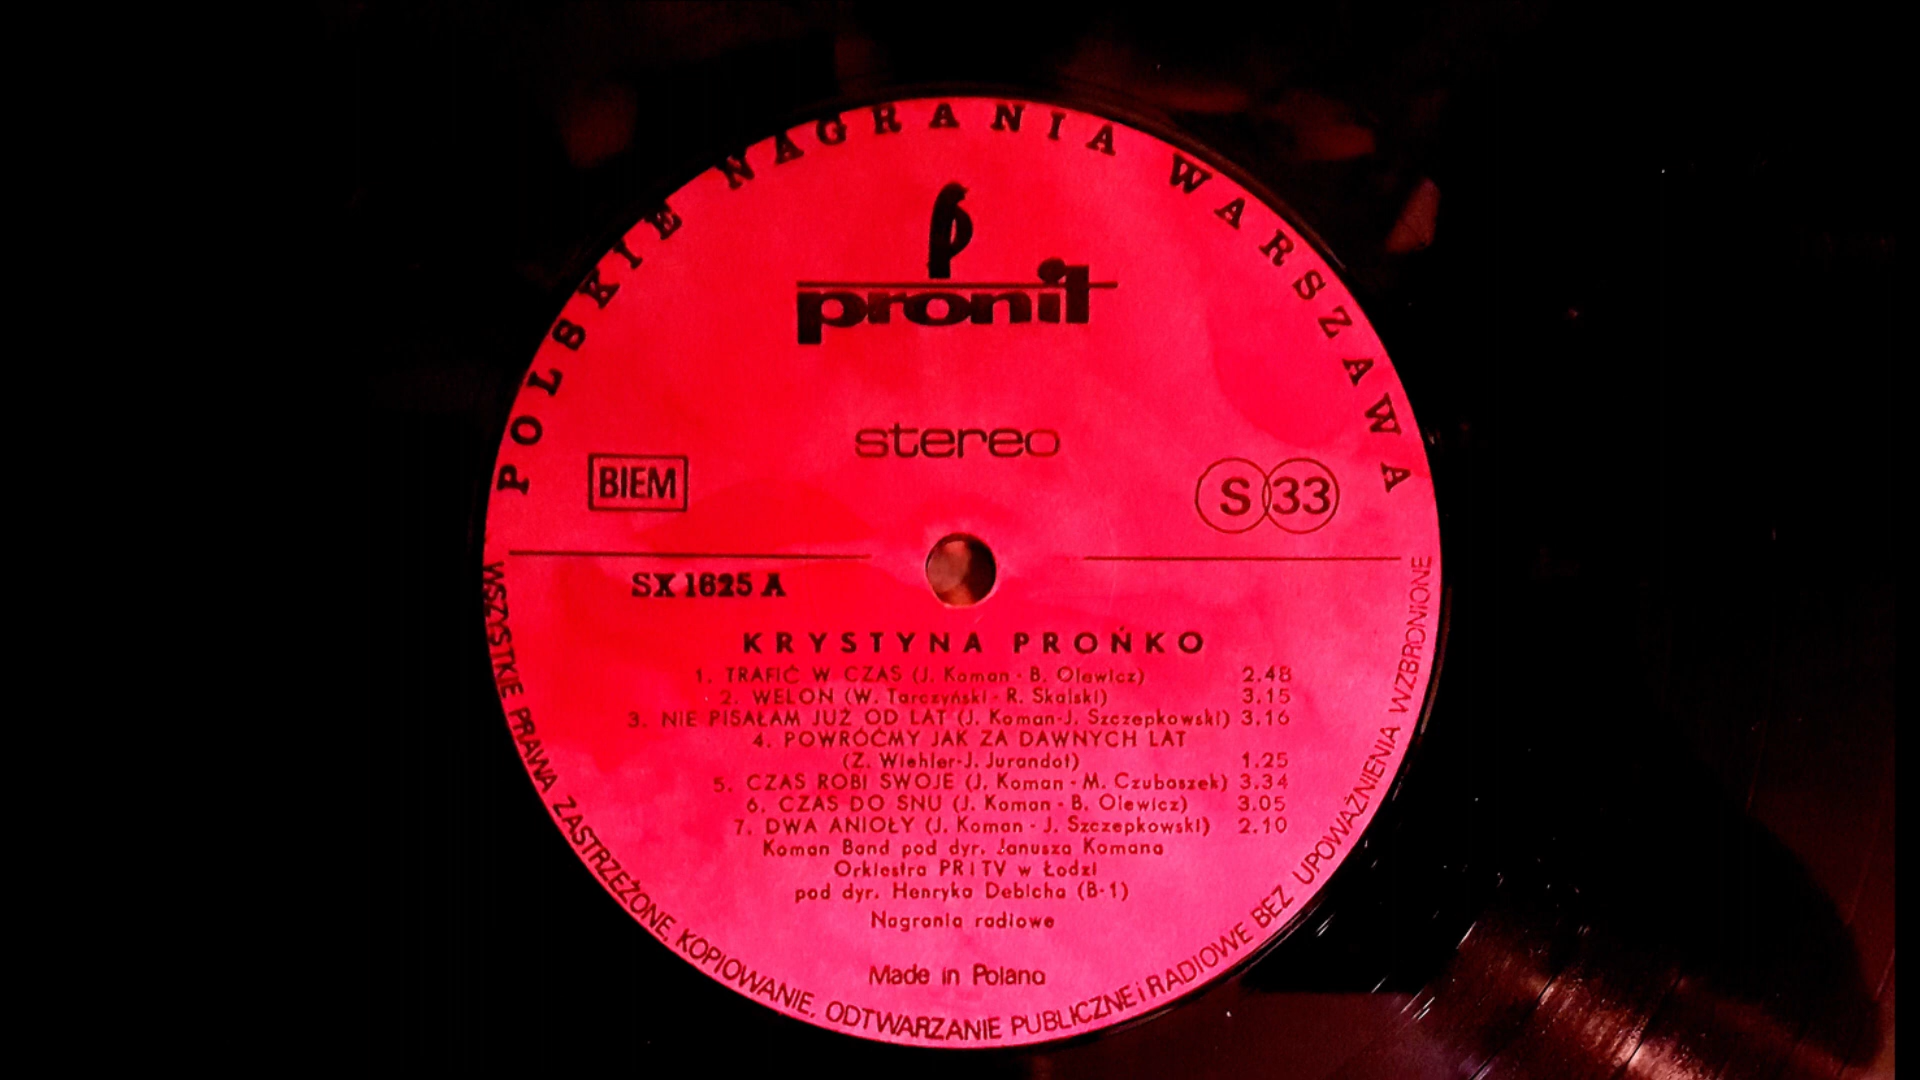 POLSKIE NAGRANIA WARSZAWA
pronit
stereo
BIEM
S 33
SX 1625 A
KRYSTYNA PROŃKO
1. TRAFIĆ W CZAS (J. Koman - B. Olewicz) 2.48
2. WELON (W. Tarczyński - R. Skalski) 3.15
3. NIE PISAŁAM JUŻ OD LAT (J. Koman-J. Szczepkowski) 3.16
4. POWRÓĆMY JAK ZA DAWNYCH LAT
(Z. Wiehler-J. Jurandot) 1.25
5. CZAS ROBI SWOJE (J. Koman - M. Czubaszek) 3.34
6. CZAS DO SNU (J. Koman - B. Olewicz) 3.05
7. DWA ANIOŁY (J. Koman - J. Szczepkowski) 2.10
Koman Band pod dyr. Janusza Komana
Orkiestra PR i TV w Łodzi
pod dyr. Henryka Debicha (B-1)
Nagrania radiowe
Made in Poland
WSZYSTKIE PRAWA ZASTRZEŻONE, KOPIOWANIE, ODTWARZANIE PUBLICZNE i RADIOWE BEZ UPOWAŻNIENIA WZBRONIONE